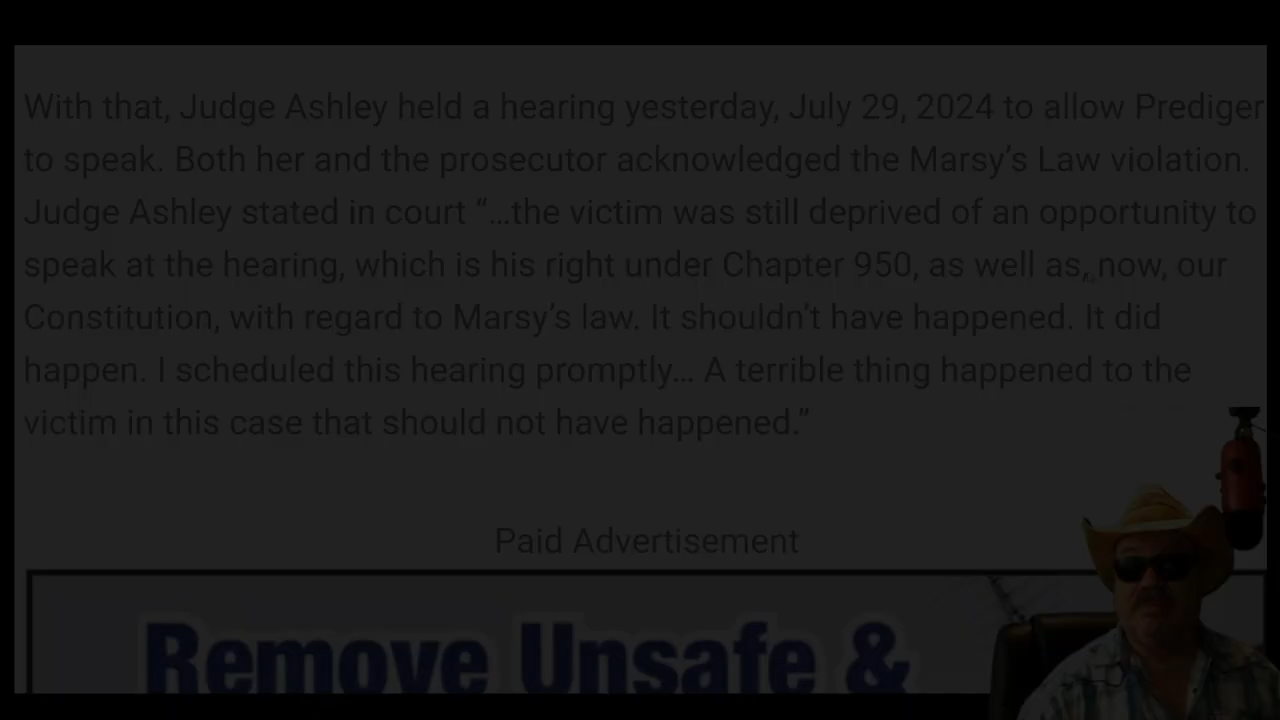 With that, Judge Ashley held a hearing yesterday, July 29, 2024 to allow Prediger
to speak. Both her and the prosecutor acknowledged the Marsy’s Law violation.
Judge Ashley stated in court “…the victim was still deprived of an opportunity to
speak at the hearing, which is his right under Chapter 950, as well as, now, our
Constitution, with regard to Marsy’s law. It shouldn’t have happened. It did
happen. I scheduled this hearing promptly… A terrible thing happened to the
victim in this case that should not have happened.”
Paid Advertisement
Remove Unsafe &